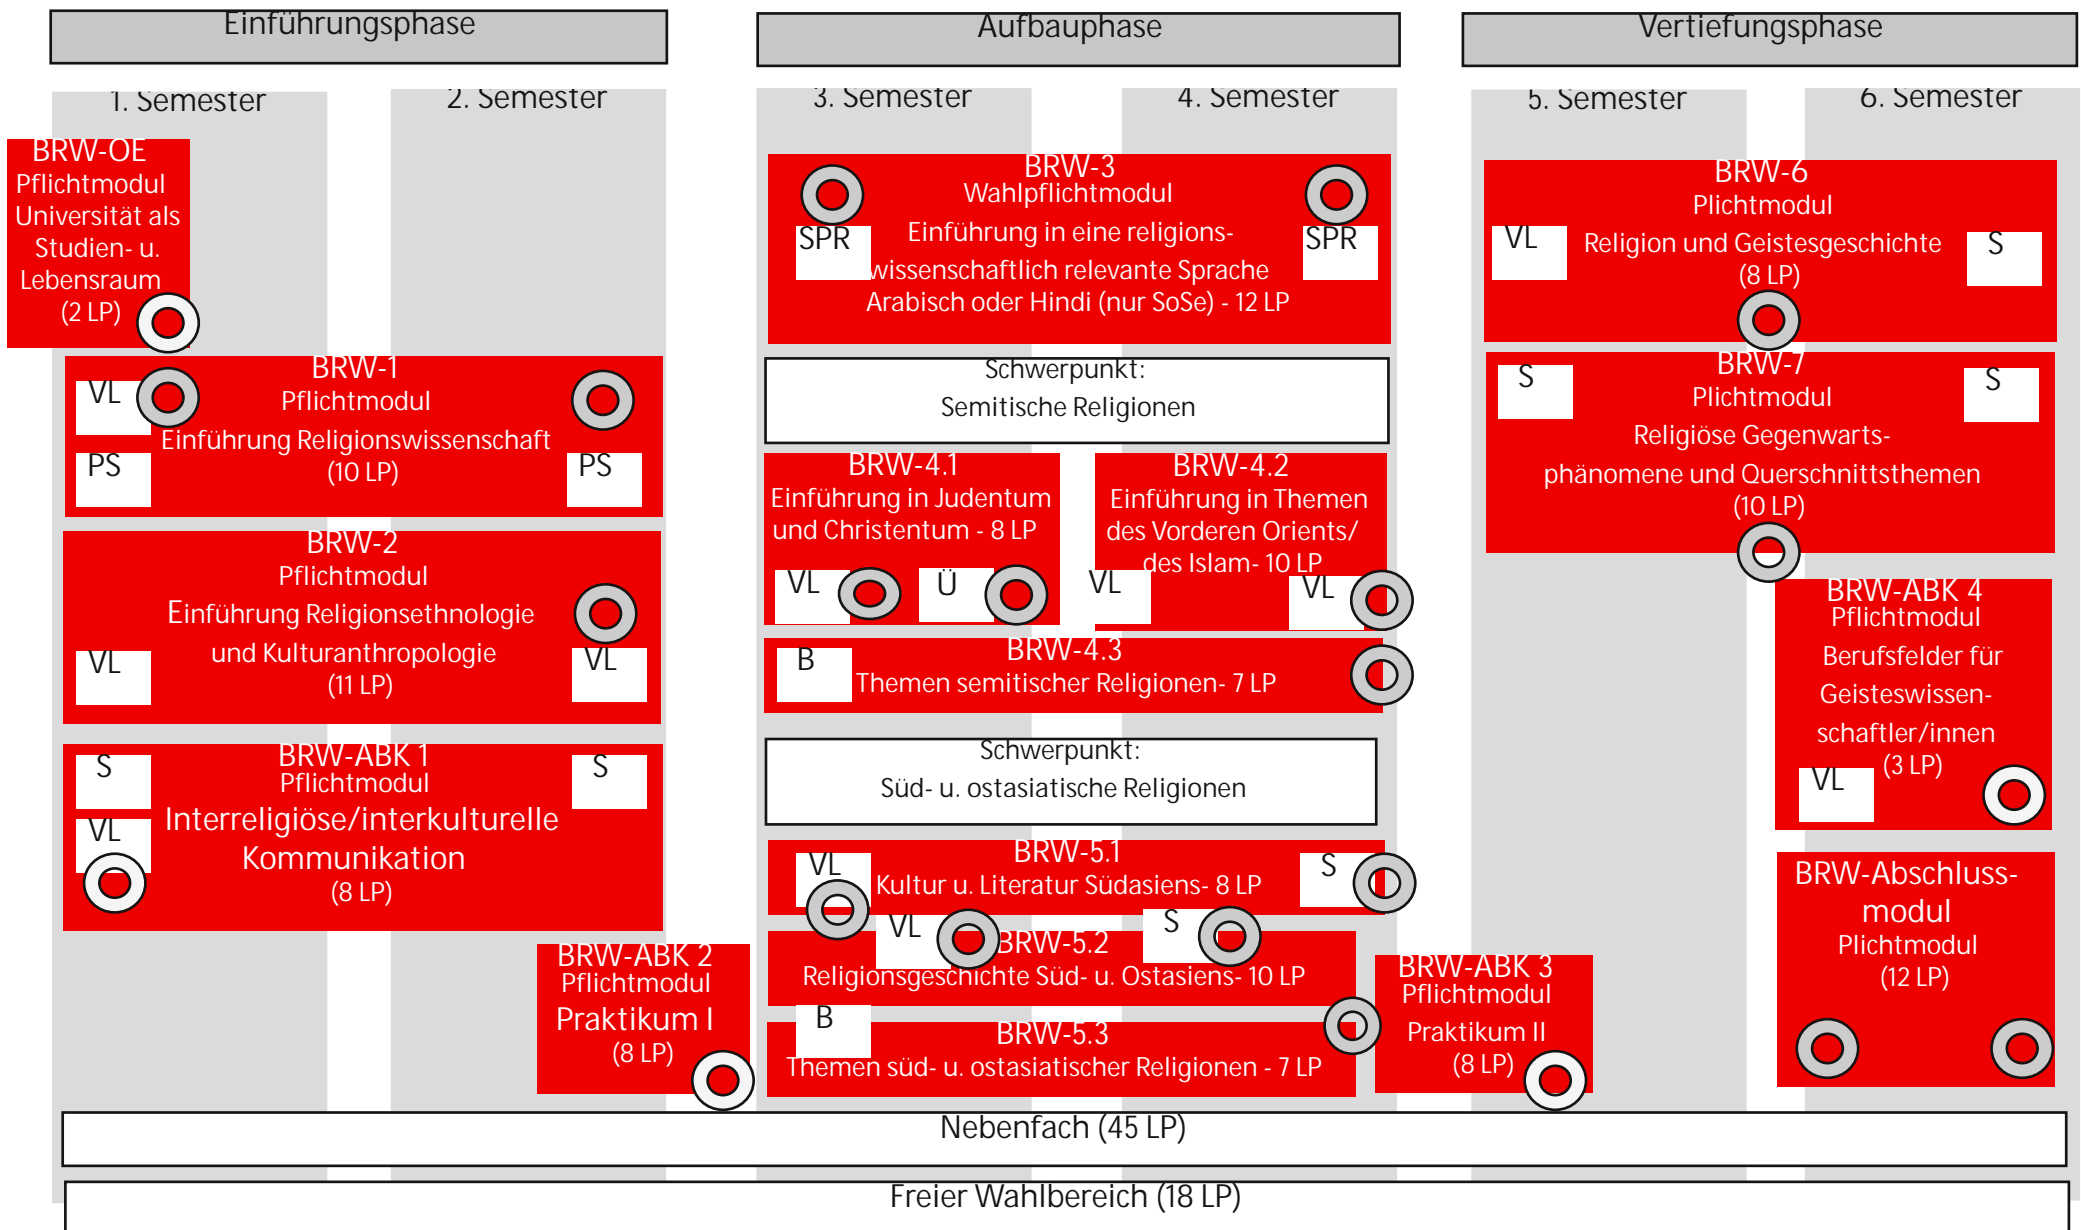 Einführungsphase
Aufbauphase
Vertiefungsphase
1. Semester
2. Semester
3. Semester
4. Semester
5. Semester
6. Semester
BRW-OE
Pflichtmodul
Universität als
Studien- u.
Lebensraum
(2 LP)
BRW-1
Pflichtmodul
Einführung Religionswissenschaft
(10 LP)
VL
PS
PS
BRW-2
Pflichtmodul
Einführung Religionsethnologie
und Kulturanthropologie
(11 LP)
VL
VL
BRW-ABK 1
Pflichtmodul
Interreligiöse/interkulturelle
Kommunikation
(8 LP)
S
VL
S
BRW-ABK 2
Pflichtmodul
Praktikum I
(8 LP)
BRW-3
Wahlpflichtmodul
Einführung in eine religions-
wissenschaftlich relevante Sprache
Arabisch oder Hindi (nur SoSe) - 12 LP
SPR
SPR
Schwerpunkt:
Semitische Religionen
BRW-4.1
Einführung in Judentum
und Christentum - 8 LP
VL
Ü
BRW-4.2
Einführung in Themen
des Vorderen Orients/
des Islam- 10 LP
VL
VL
BRW-4.3
Themen semitischer Religionen- 7 LP
B
Schwerpunkt:
Süd- u. ostasiatische Religionen
BRW-5.1
Kultur u. Literatur Südasiens- 8 LP
VL
S
BRW-5.2
Religionsgeschichte Süd- u. Ostasiens- 10 LP
VL
S
BRW-5.3
Themen süd- u. ostasiatischer Religionen - 7 LP
B
BRW-ABK 3
Pflichtmodul
Praktikum II
(8 LP)
BRW-6
Plichtmodul
Religion und Geistesgeschichte
(8 LP)
VL
S
BRW-7
Plichtmodul
Religiöse Gegenwarts-
phänomene und Querschnittsthemen
(10 LP)
S
S
BRW-ABK 4
Pflichtmodul
Berufsfelder für
Geisteswissen-
schaftler/innen
(3 LP)
VL
BRW-Abschluss-
modul
Plichtmodul
(12 LP)
Nebenfach (45 LP)
Freier Wahlbereich (18 LP)